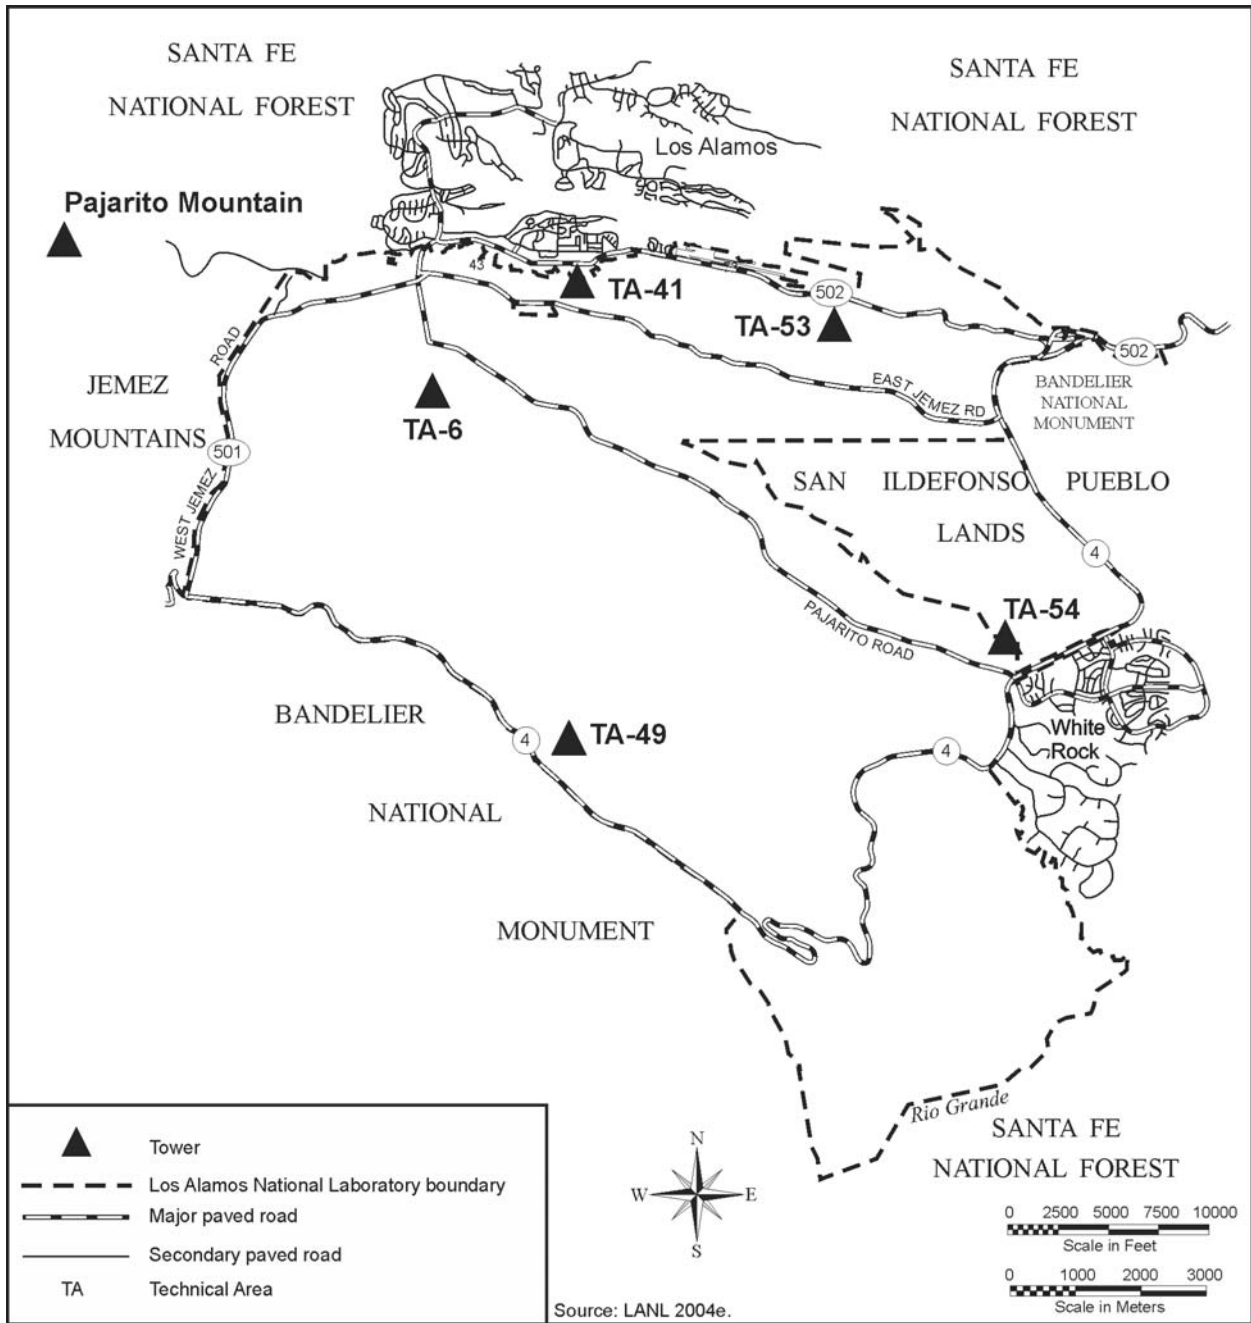 SANTA FE
NATIONAL FOREST
SANTA FE
NATIONAL FOREST
Los Alamos
Pajarito Mountain
43
TA-41
502
TA-53
502
ROAD
JEMEZ
MOUNTAINS
TA-6
EAST JEMEZ RD
BANDELIER
NATIONAL
MONUMENT
501
WEST JEMEZ
SAN ILDEFONSO PUEBLO
LANDS
4
PAJARITO ROAD
TA-54
BANDELIER
4
TA-49
4
White
Rock
NATIONAL
MONUMENT
Rio Grande
SANTA FE
NATIONAL FOREST
Tower
Los Alamos National Laboratory boundary
Major paved road
Secondary paved road
TA Technical Area
N
W E
S
0 2500 5000 7500 10000
Scale in Feet
0 1000 2000 3000
Scale in Meters
Source: LANL 2004e.